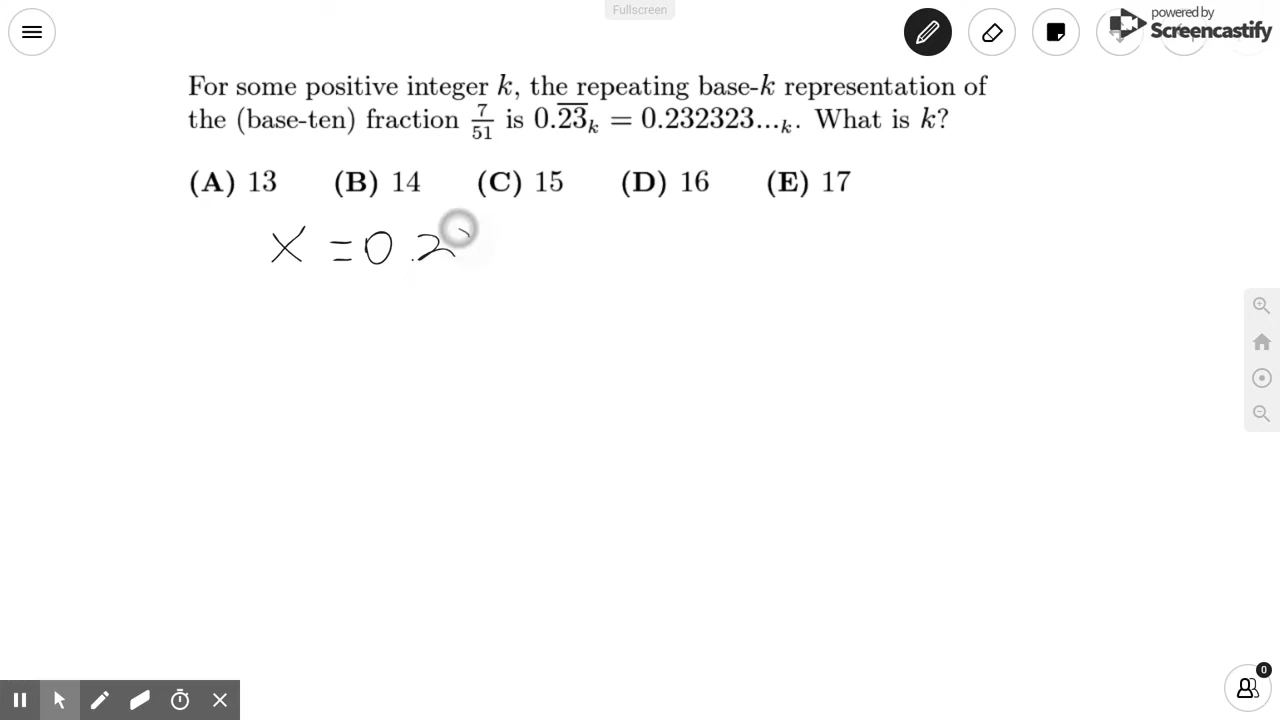 Fullscreen
powered by
Screencastify
For some positive integer k, the repeating base-k representation of
the (base-ten) fraction 7/51 is 0.\overline{23}_k = 0.232323..._k. What is k?
(A) 13 (B) 14 (C) 15 (D) 16 (E) 17
x = 0.2
0